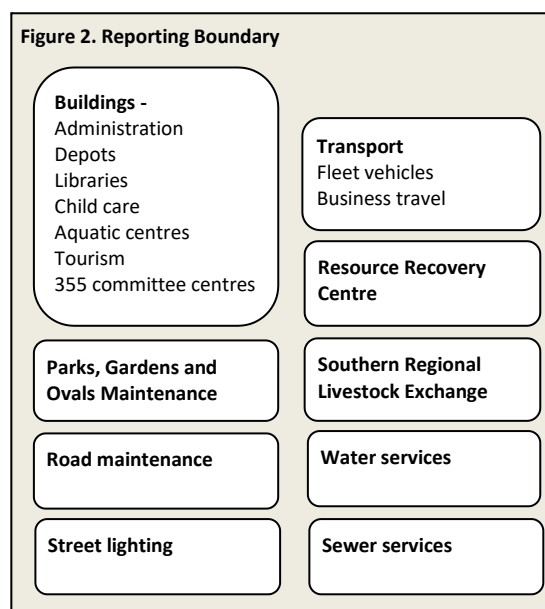 Figure 2. Reporting Boundary
Buildings -
Administration
Depots
Libraries
Child care
Aquatic centres
Tourism
355 committee centres
Parks, Gardens and
Ovals Maintenance
Road maintenance
Street lighting
Transport
Fleet vehicles
Business travel
Resource Recovery
Centre
Southern Regional
Livestock Exchange
Water services
Sewer services